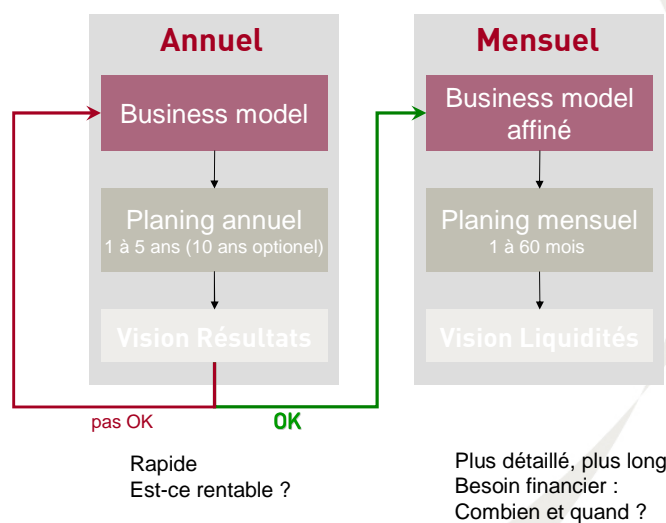 Annuel
Business model
Planing annuel
1 à 5 ans (10 ans optionel)
Vision Résultats
pas OK
OK
Rapide
Est-ce rentable ?
Mensuel
Business model
affiné
Planing mensuel
1 à 60 mois
Vision Liquidités
Plus détaillé, plus long
Besoin financier :
Combien et quand ?